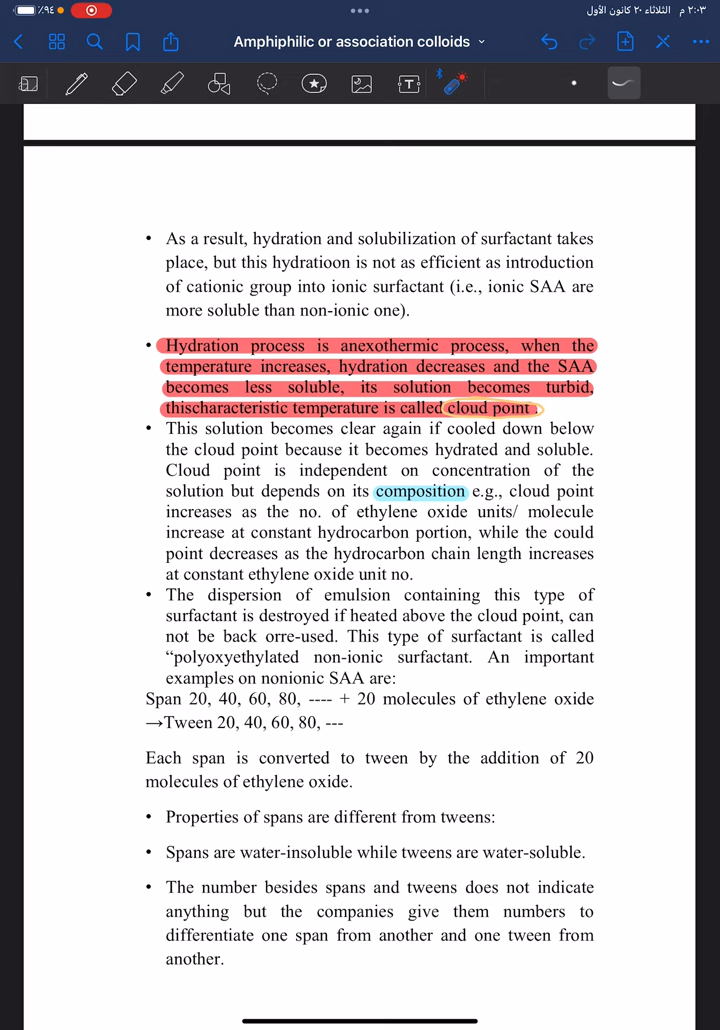 ٪٩٤
٢:٠٣ م الثلاثاء ٢٠ كانون الأول
Amphiphilic or association colloids
T
• As a result, hydration and solubilization of surfactant takes
place, but this hydratioon is not as efficient as introduction
of cationic group into ionic surfactant (i.e., ionic SAA are
more soluble than non-ionic one).
• Hydration process is anexothermic process, when the
temperature increases, hydration decreases and the SAA
becomes less soluble, its solution becomes turbid,
thischaracteristic temperature is called cloud point .
• This solution becomes clear again if cooled down below
the cloud point because it becomes hydrated and soluble.
Cloud point is independent on concentration of the
solution but depends on its composition e.g., cloud point
increases as the no. of ethylene oxide units/ molecule
increase at constant hydrocarbon portion, while the could
point decreases as the hydrocarbon chain length increases
at constant ethylene oxide unit no.
• The dispersion of emulsion containing this type of
surfactant is destroyed if heated above the cloud point, can
not be back orre-used. This type of surfactant is called
“polyoxyethylated non-ionic surfactant. An important
examples on nonionic SAA are:
Span 20, 40, 60, 80, ---- + 20 molecules of ethylene oxide
→Tween 20, 40, 60, 80, ---
Each span is converted to tween by the addition of 20
molecules of ethylene oxide.
• Properties of spans are different from tweens:
• Spans are water-insoluble while tweens are water-soluble.
• The number besides spans and tweens does not indicate
anything but the companies give them numbers to
differentiate one span from another and one tween from
another.